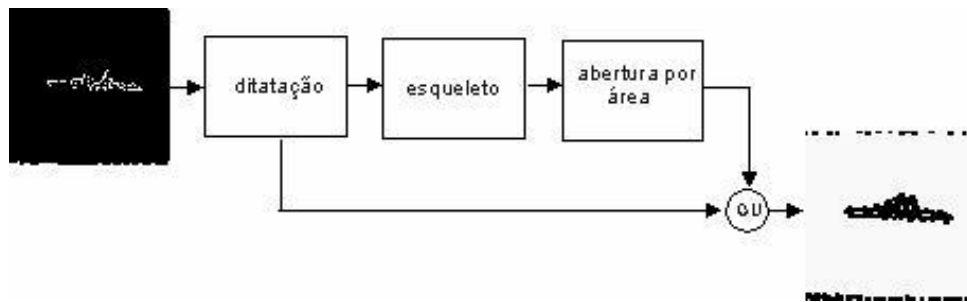 ditatação
esqueleto
abertura por
área
OU